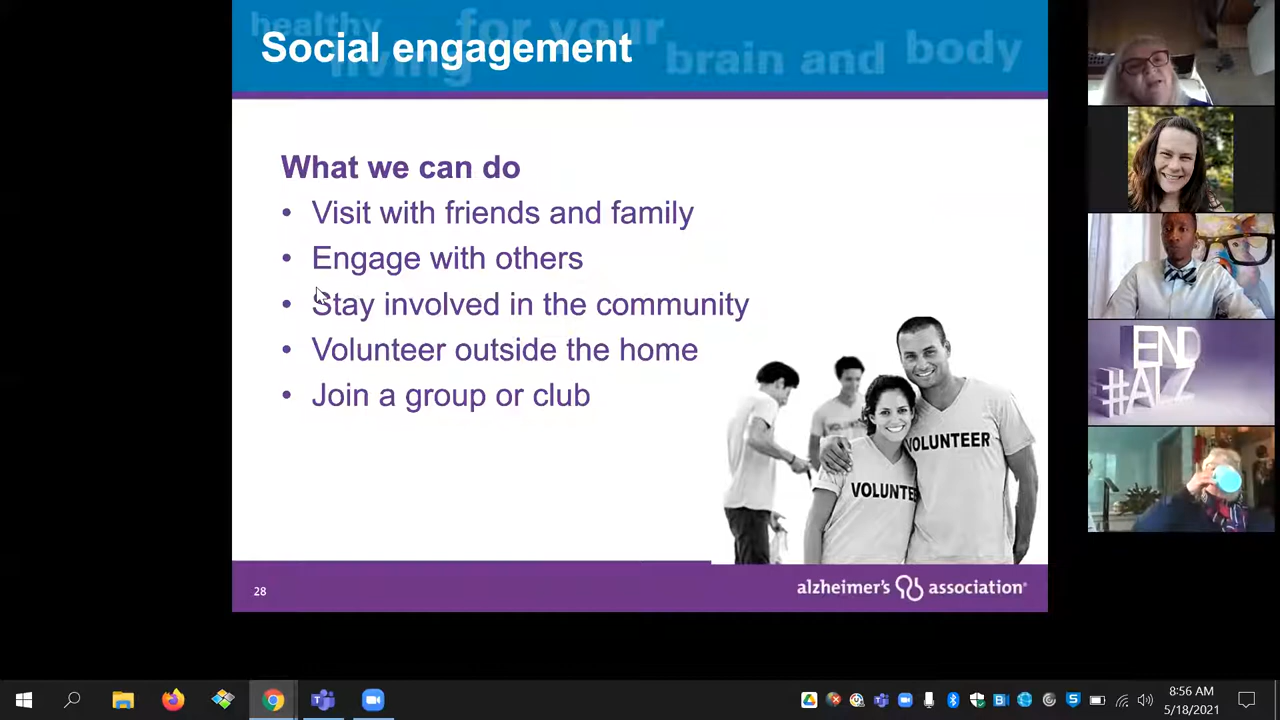 healthy
for your
living
brain and
body
Social engagement
What we can do
• Visit with friends and family
• Engage with others
• Stay involved in the community
• Volunteer outside the home
• Join a group or club
VOLUNTEER
VOLUNTE
28
alzheimer's association®
END
#ALZ
8:56 AM
5/18/2021